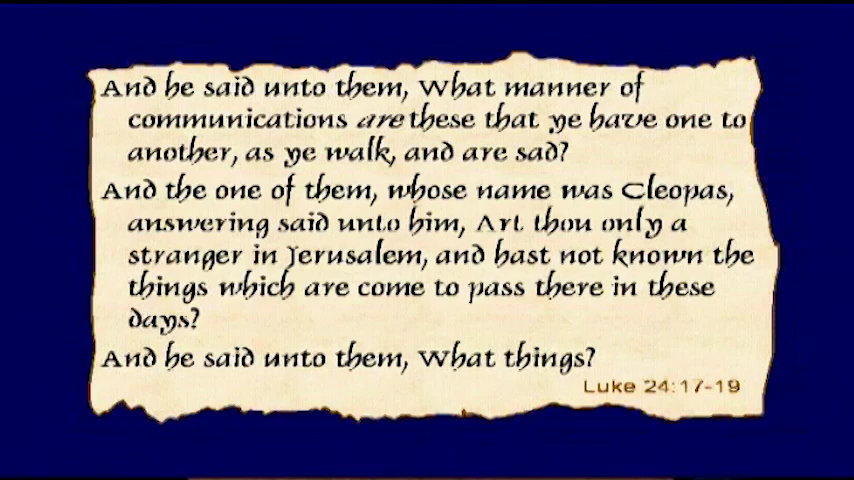 And he said unto them, What manner of
communications are these that ye have one to
another, as ye walk, and are sad?
And the one of them, whose name was Cleopas,
answering said unto him, Art thou only a
stranger in Jerusalem, and hast not known the
things which are come to pass there in these
days?
And he said unto them, What things?
Luke 24:17-19